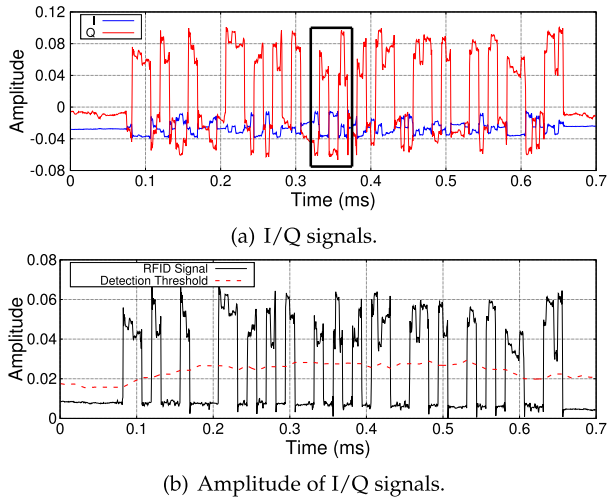 0.12
0.08
0.04
0
-0.04
-0.08
Amplitude
I
Q
0 0.1 0.2 0.3 0.4 0.5 0.6 0.7
Time (ms)
(a) I/Q signals.
0.08
0.06
0.04
0.02
0
Amplitude
RFID Signal
Detection Threshold
0 0.1 0.2 0.3 0.4 0.5 0.6 0.7
Time (ms)
(b) Amplitude of I/Q signals.